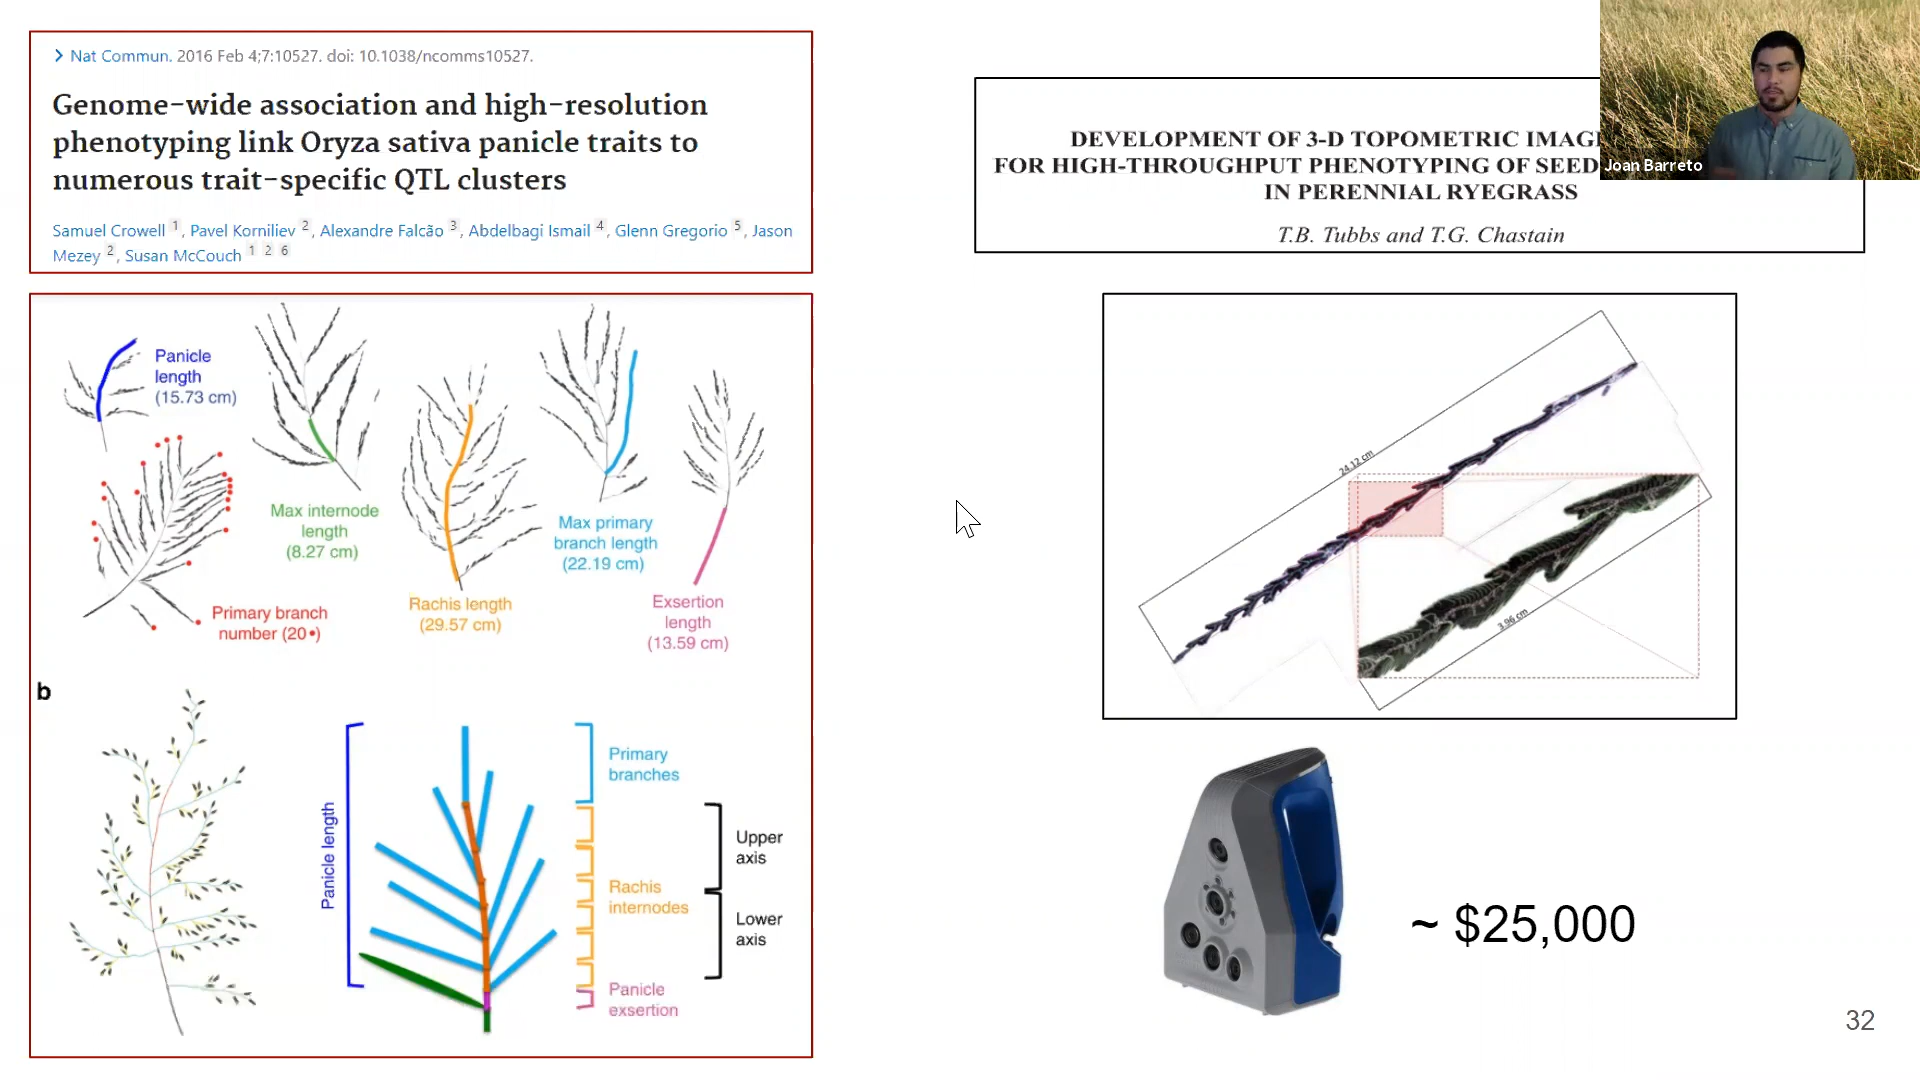 Nat Commun. 2016 Feb 4;7:10527. doi: 10.1038/ncomms10527.
Genome-wide association and high-resolution
phenotyping link Oryza sativa panicle traits to
numerous trait-specific QTL clusters
Samuel Crowell 1, Pavel Korniliev 2, Alexandre Falcão 3, Abdelbagi Ismail 4, Glenn Gregorio 5, Jason
Mezey 2, Susan McCouch 1 2 6
Panicle
length
(15.73 cm)
Max internode
length
(8.27 cm)
Primary branch
number (20•)
Rachis length
(29.57 cm)
Max primary
branch length
(22.19 cm)
Exsertion
length
(13.59 cm)
b
Panicle length
Primary
branches
Rachis
internodes
Panicle
exsertion
Upper
axis
Lower
axis
DEVELOPMENT OF 3-D TOPOMETRIC IMAG
FOR HIGH-THROUGHPUT PHENOTYPING OF SEED
IN PERENNIAL RYEGRASS
T.B. Tubbs and T.G. Chastain
Joan Barreto
24.12 cm
3.96 cm
~ $25,000
32